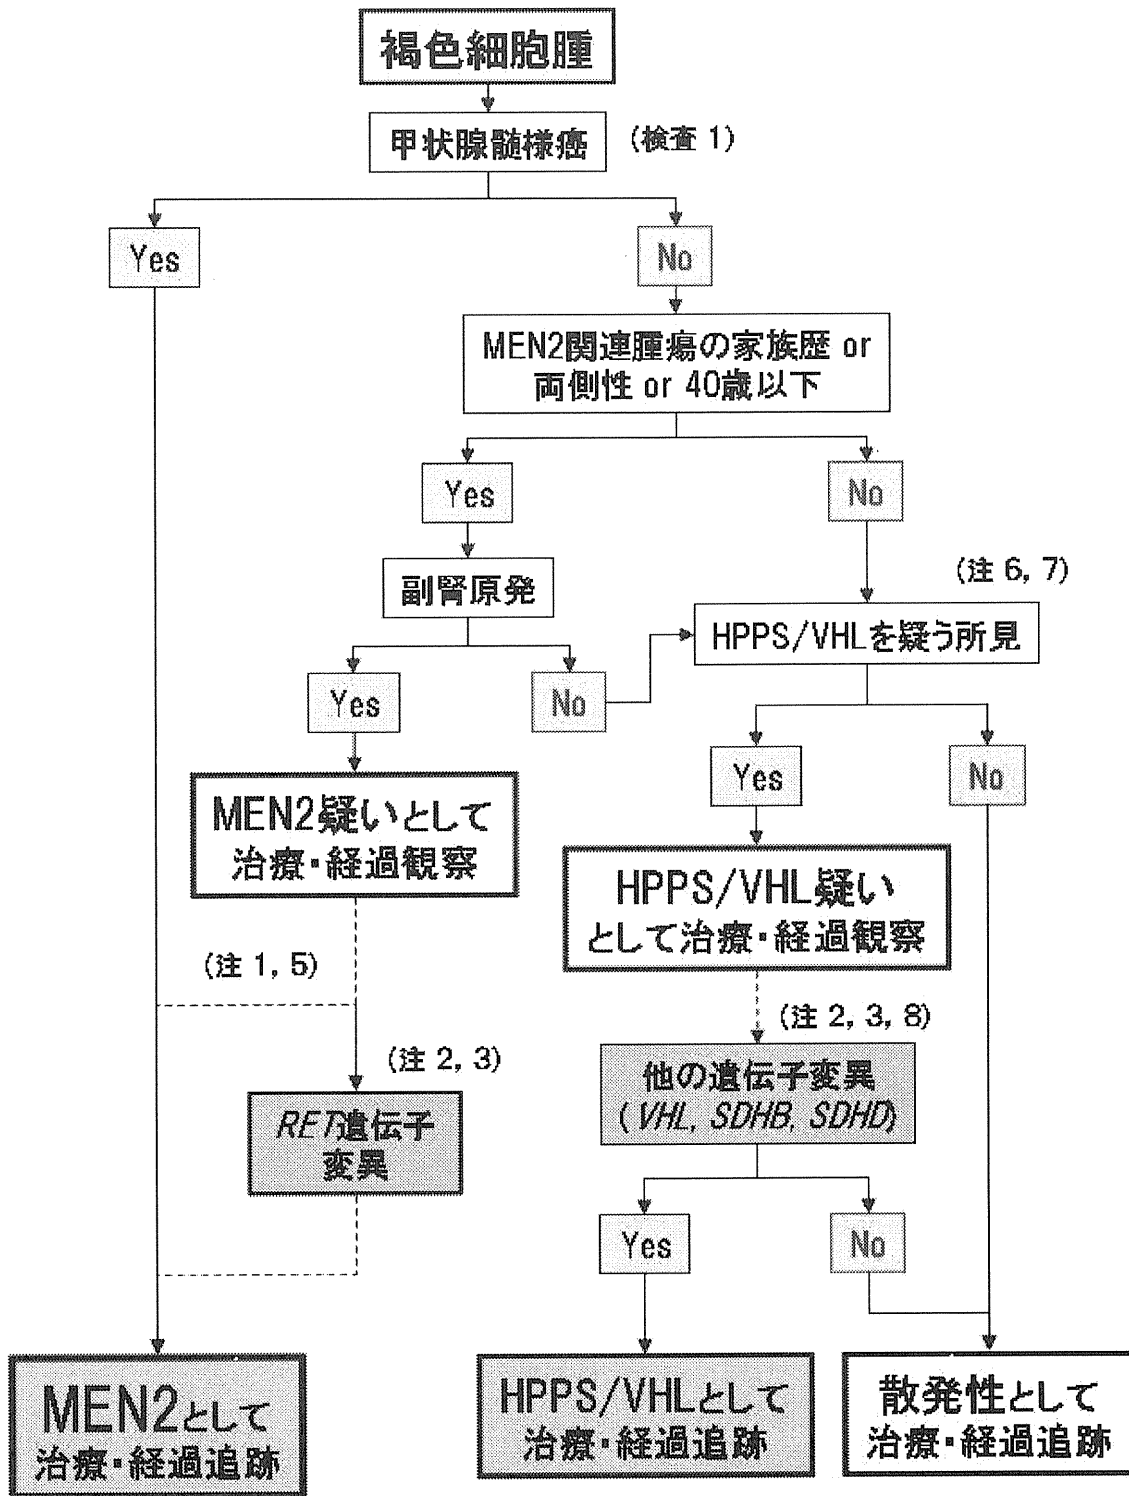 褐色細胞腫
甲状腺髄様癌
(検査 1)
Yes
No
MEN2関連腫瘍の家族歴 or
両側性 or 40歳以下
Yes
No
(注 6, 7)
副腎原発
HPPS/VHLを疑う所見
Yes
No
Yes
No
MEN2疑いとして
治療・経過観察
HPPS/VHL疑い
として治療・経過観察
(注 1, 5)
(注 2, 3, 8)
(注 2, 3)
他の遺伝子変異
(VHL, SDHB, SDHD)
RET遺伝子
変異
Yes
No
MEN2として
治療・経過追跡
HPPS/VHLとして
治療・経過追跡
散発性として
治療・経過追跡